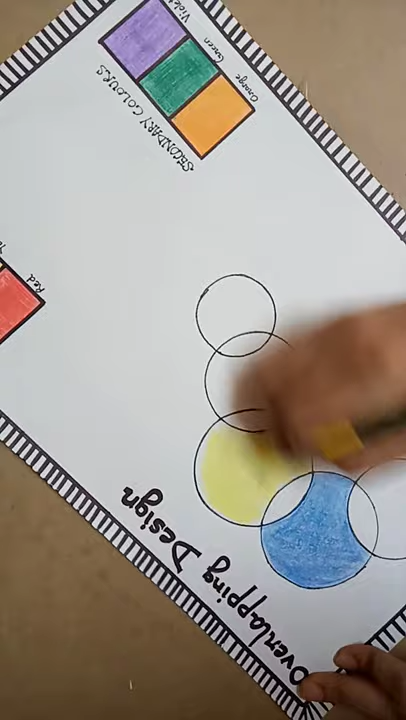 Violet
Green
Orange
SECONDARY COLOURS
Red
Overlapping Design